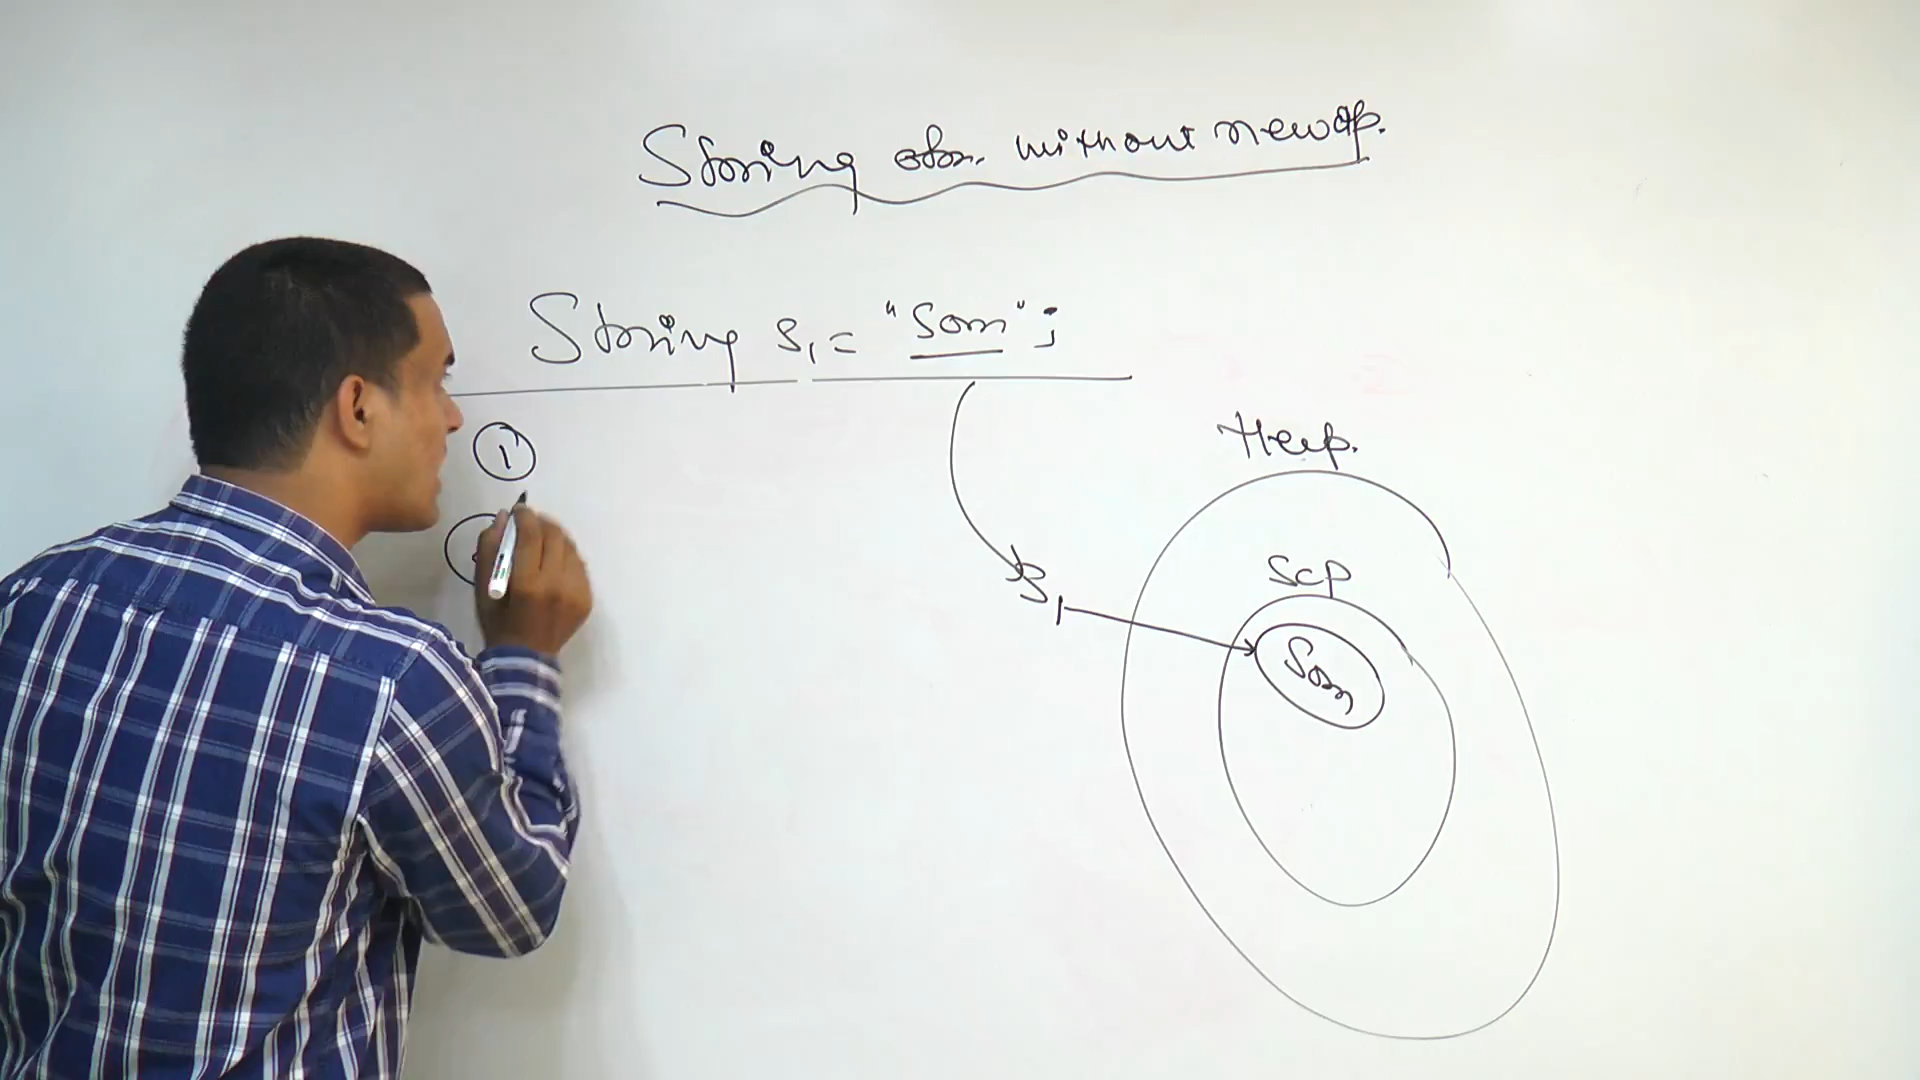 String obj. without new op.
String s1 = "Som";
1
Heap.
SCP
S1
Som